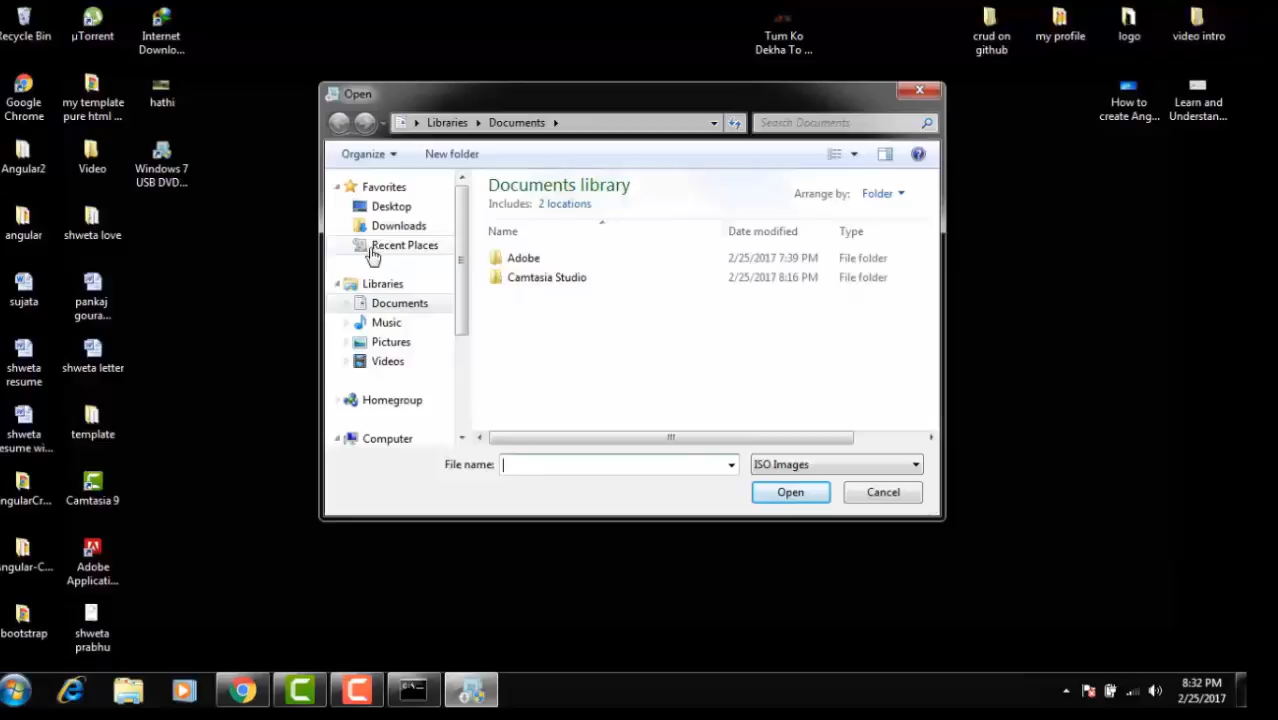 Recycle Bin
µTorrent
Internet
Downlo...
Tum Ko
Dekha To ...
crud on
github
my profile
logo
video intro
Google
Chrome
my template
pure html ...
hathi
How to
create Ang...
Learn and
Understan...
Angular2
Video
Windows 7
USB DVD...
angular
shweta love
sujata
pankaj
goura...
shweta
resume
shweta letter
shweta
resume wi...
template
angularCr...
Camtasia 9
angular-C...
Adobe
Applicati...
bootstrap
shweta
prabhu
Open
Libraries
Documents
Search Documents
Organize
New folder
Favorites
Desktop
Downloads
Recent Places
Libraries
Documents
Music
Pictures
Videos
Homegroup
Computer
Documents library
Includes: 2 locations
Arrange by: Folder
Name
Date modified
Type
Adobe
2/25/2017 7:39 PM
File folder
Camtasia Studio
2/25/2017 8:16 PM
File folder
File name:
ISO Images
Open
Cancel
8:32 PM
2/25/2017